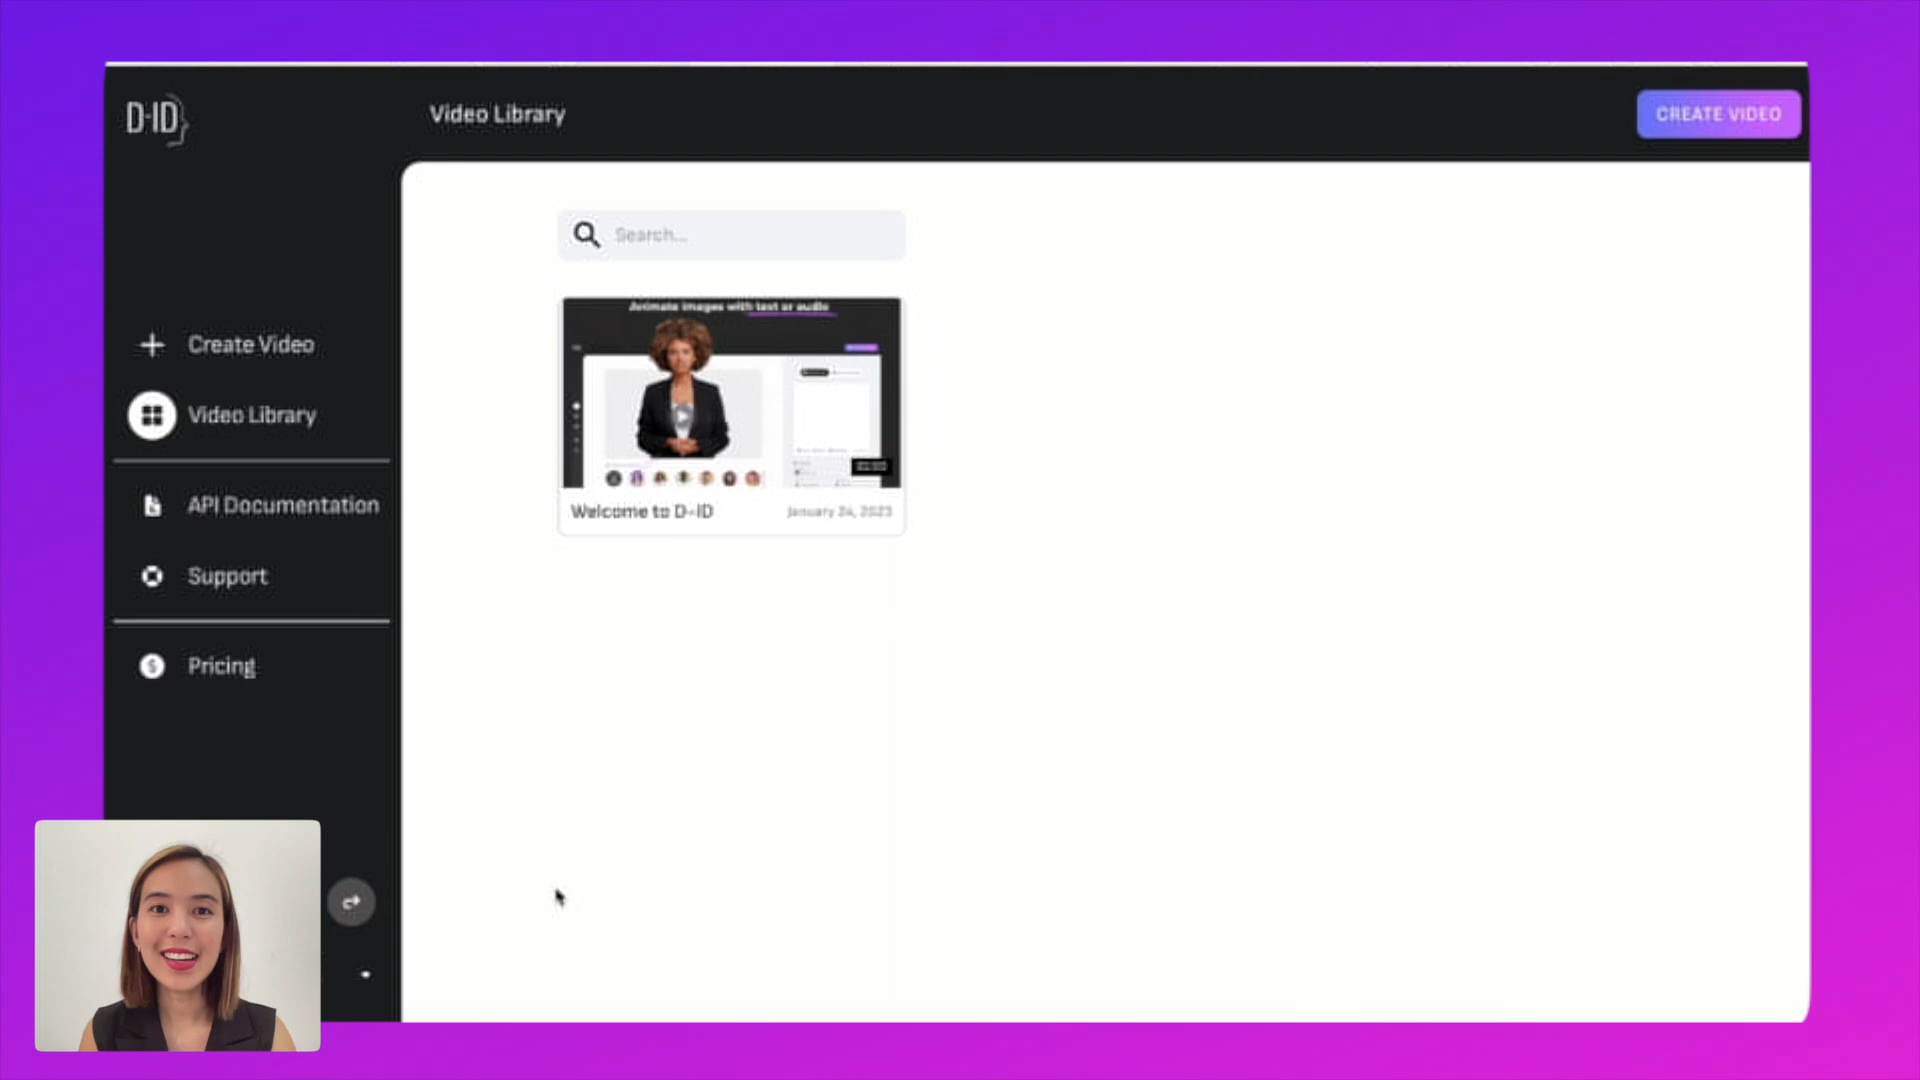 D-ID
Video Library
CREATE VIDEO
Search...
Create Video
Video Library
API Documentation
Support
Pricing
Animate images with text or audio
Welcome to D-ID
January 24, 2023